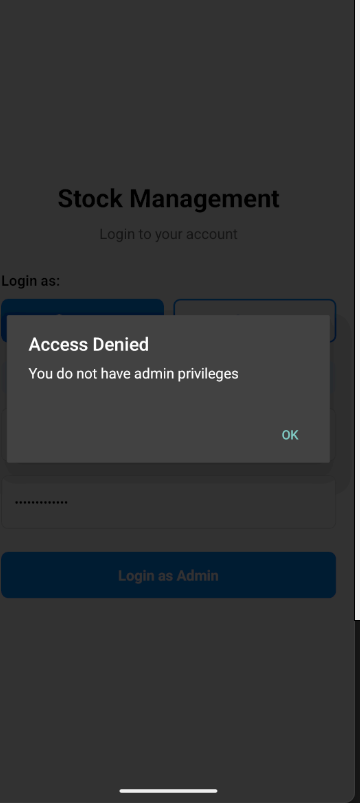 Stock Management
Login to your account
Login as:
Access Denied
You do not have admin privileges
OK
•••••••••••••
Login as Admin